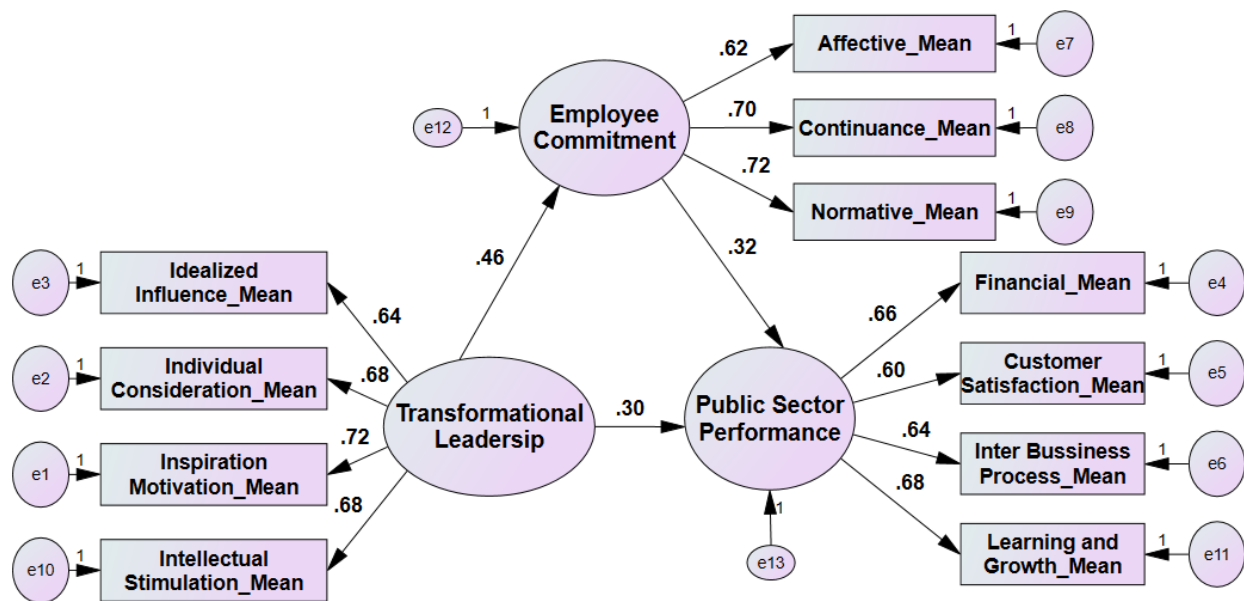 Affective_Mean
1
e7
.62
Employee
Commitment
e12
1
.70
Continuance_Mean
1
e8
.72
Normative_Mean
1
e9
.46
.32
e3
1
Idealized
Influence_Mean
.64
Financial_Mean
1
e4
.66
e2
1
Individual
Consideration_Mean
.68
Transformational
Leadersip
.30
Public Sector
Performance
.60
Customer
Satisfaction_Mean
1
e5
e1
1
Inspiration
Motivation_Mean
.72
.64
Inter Bussiness
Process_Mean
1
e6
e10
1
Intellectual
Stimulation_Mean
.68
1
e13
.68
Learning and
Growth_Mean
1
e11